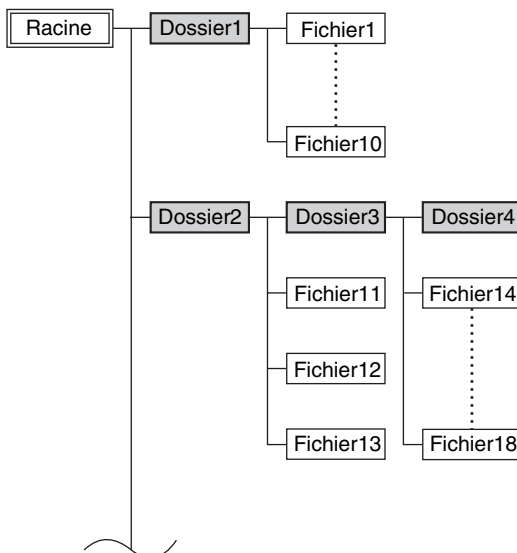 Racine
Dossier1
Fichier1
Fichier10
Dossier2
Dossier3
Dossier4
Fichier11
Fichier14
Fichier12
Fichier13
Fichier18